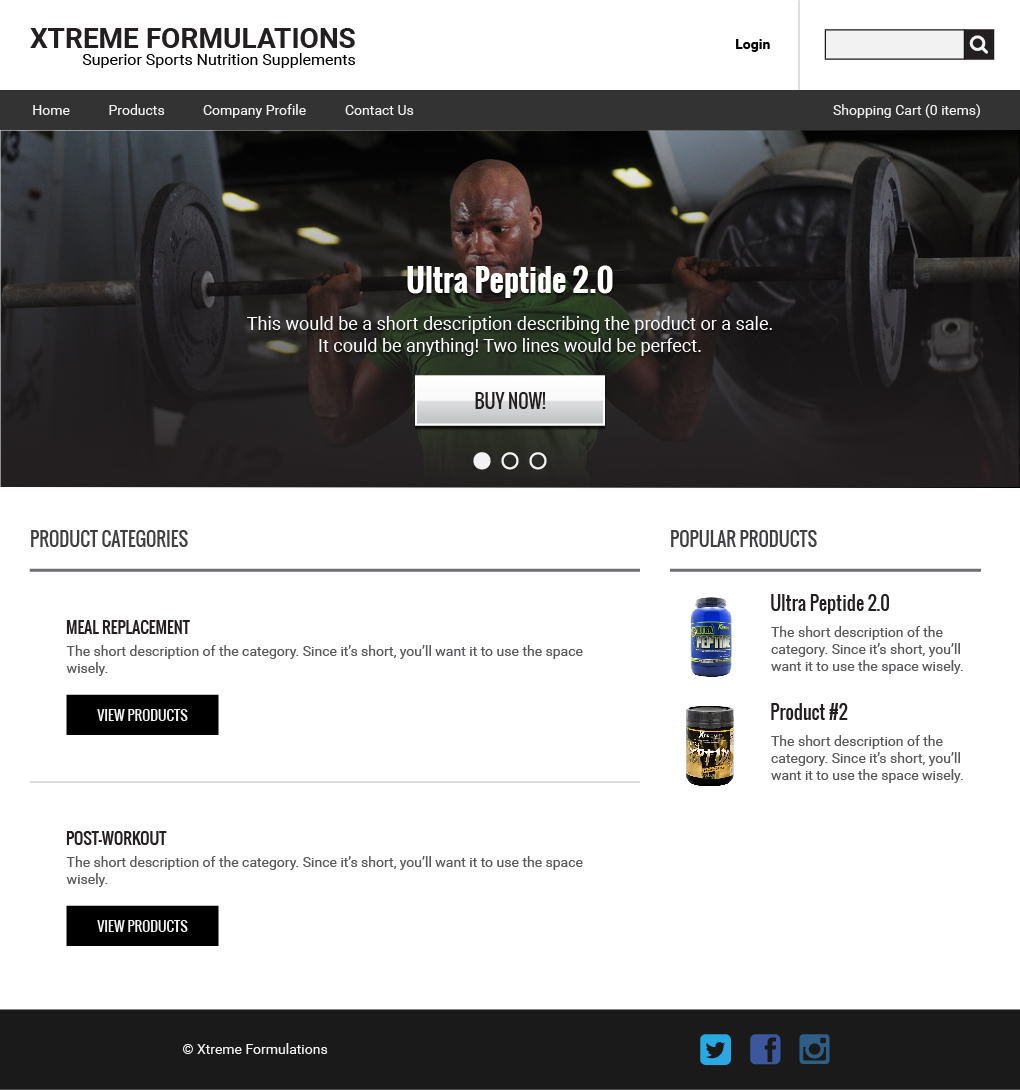 XTREME FORMULATIONS
Superior Sports Nutrition Supplements
Login
Home
Products
Company Profile
Contact Us
Shopping Cart (0 items)
Ultra Peptide 2.0
This would be a short description describing the product or a sale.
It could be anything! Two lines would be perfect.
BUY NOW!
PRODUCT CATEGORIES
MEAL REPLACEMENT
The short description of the category. Since it's short, you'll want it to use the space
wisely.
VIEW PRODUCTS
POST-WORKOUT
The short description of the category. Since it's short, you'll want it to use the space
wisely.
VIEW PRODUCTS
POPULAR PRODUCTS
PEPTIDE
Ultra Peptide 2.0
The short description of the
category. Since it's short, you'll
want it to use the space wisely.
Product #2
The short description of the
category. Since it's short, you'll
want it to use the space wisely.
© Xtreme Formulations